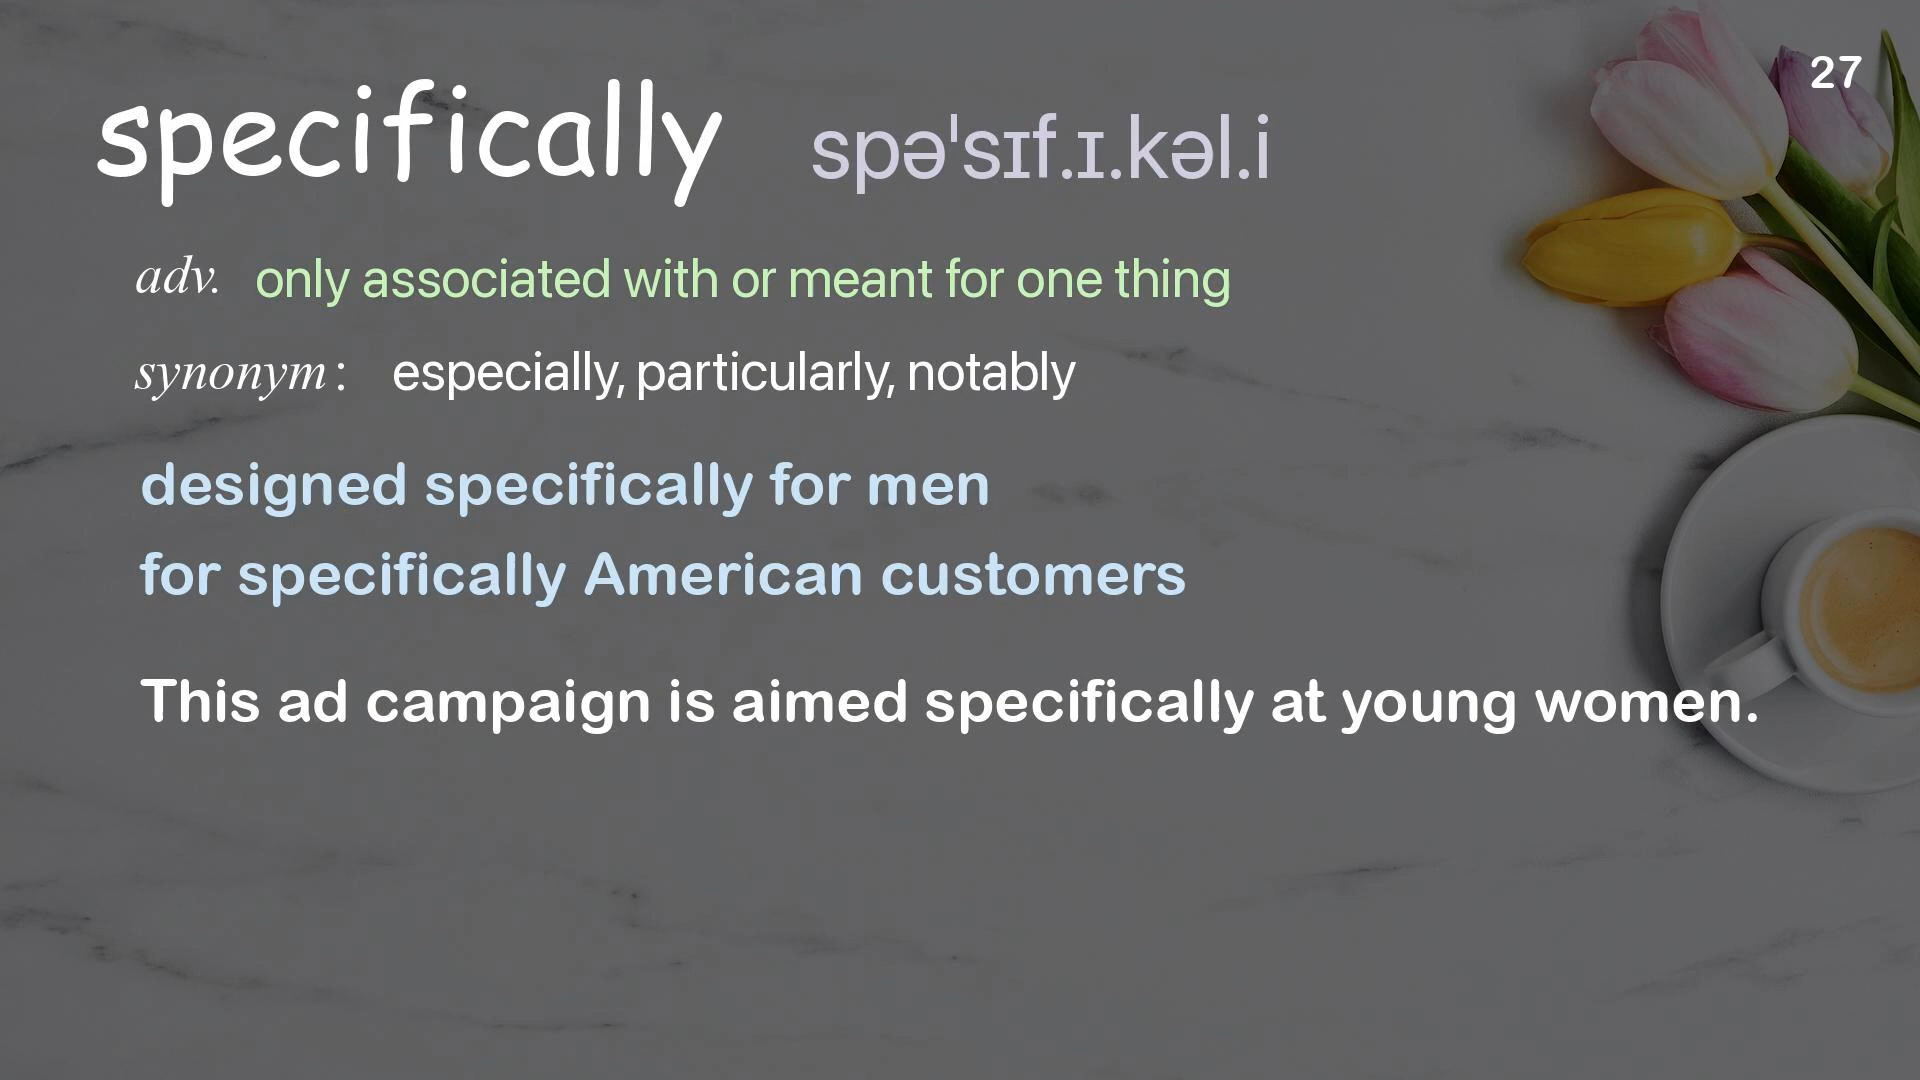 27
specifically spəˈsɪf.ɪ.kəl.i
adv. only associated with or meant for one thing
synonym : especially, particularly, notably
designed specifically for men
for specifically American customers
This ad campaign is aimed specifically at young women.